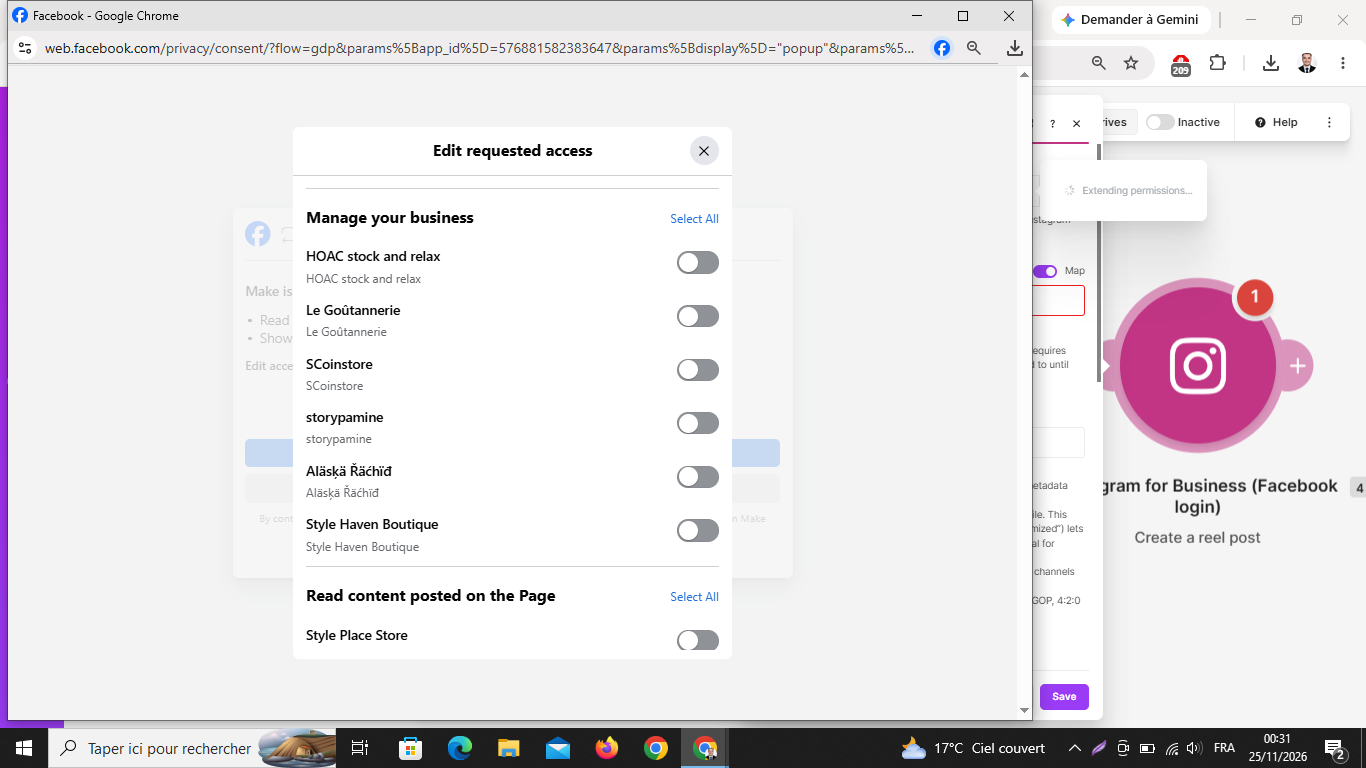 Facebook - Google Chrome
Demander à Gemini
web.facebook.com/privacy/consent/?flow=gdp&params%5Bapp_id%5D=576881582383647&params%5Bdisplay%5D="popup"&params%5...
209
Edit requested access
Manage your business
Select All
HOAC stock and relax
HOAC stock and relax
Le Goûtannerie
Le Goûtannerie
SCoinstore
SCoinstore
storypamine
storypamine
Aläsķä Řäćhïđ
Aläsķä Řäćhïđ
Style Haven Boutique
Style Haven Boutique
Read content posted on the Page
Select All
Style Place Store
Make is
• Read
• Show
Edit acce
By cont
n Make
rives
Inactive
Help
?
Extending permissions...
stagram
Map
equires
d to until
etadata
ile. This
mized") lets
al for
channels
GOP, 4:2:0
Save
1
gram for Business (Facebook
login)
4
Create a reel post
Taper ici pour rechercher
17°C Ciel couvert
FRA
00:31
25/11/2026
2